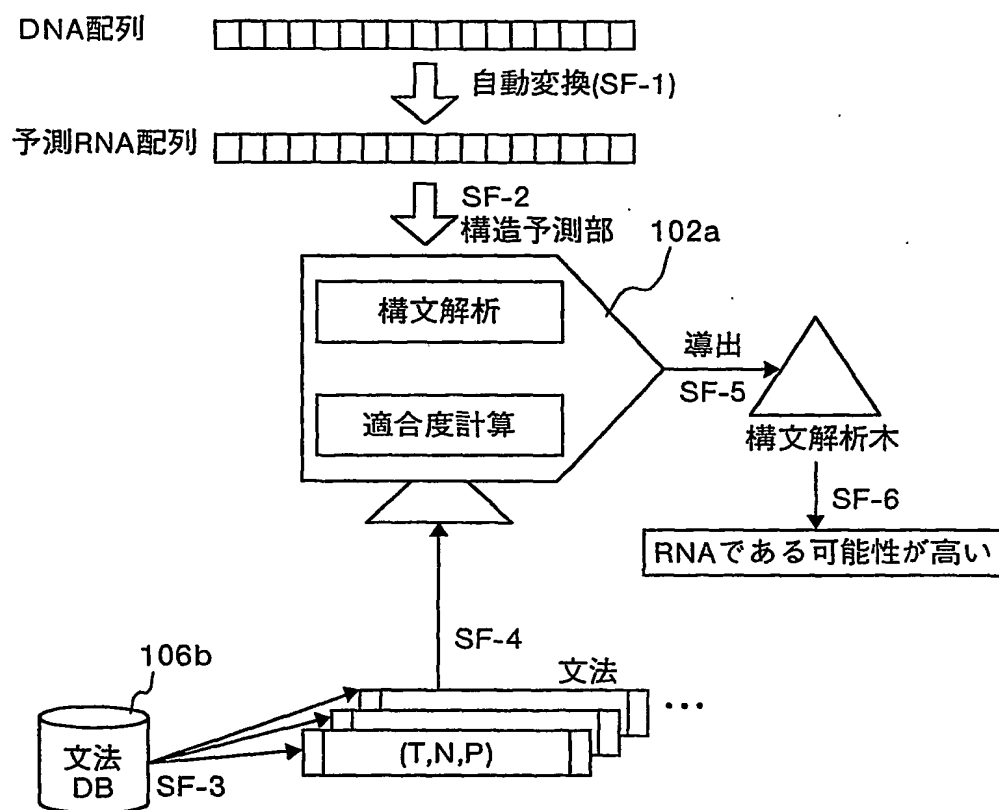 DNA配列
自動変換(SF-1)
予測RNA配列
SF-2
構造予測部
102a
構文解析
適合度計算
導出
SF-5
構文解析木
SF-6
RNAである可能性が高い
SF-4
106b
文法
・・・
(T,N,P)
文法
DB
SF-3